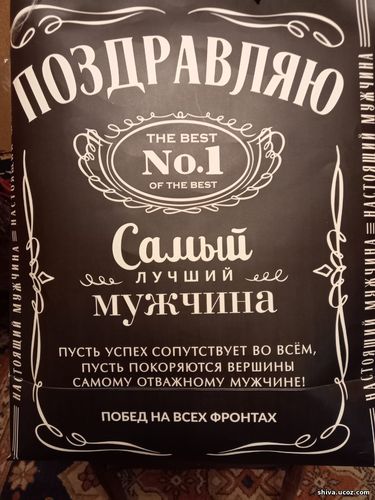 ПОЗДРАВЛЯЮ
THE BEST
No.1
OF THE BEST
Самый
ЛУЧШИЙ
мужчина
ПУСТЬ УСПЕХ СОПУТСТВУЕТ ВО ВСЁМ,
ПУСТЬ ПОКОРЯЮТСЯ ВЕРШИНЫ
САМОМУ ОТВАЖНОМУ МУЖЧИНЕ!
ПОБЕД НА ВСЕХ ФРОНТАХ
НАСТОЯЩИЙ МУЖЧИНА
НАСТОЯЩИЙ МУЖЧИНА
shiva.ucoz.com